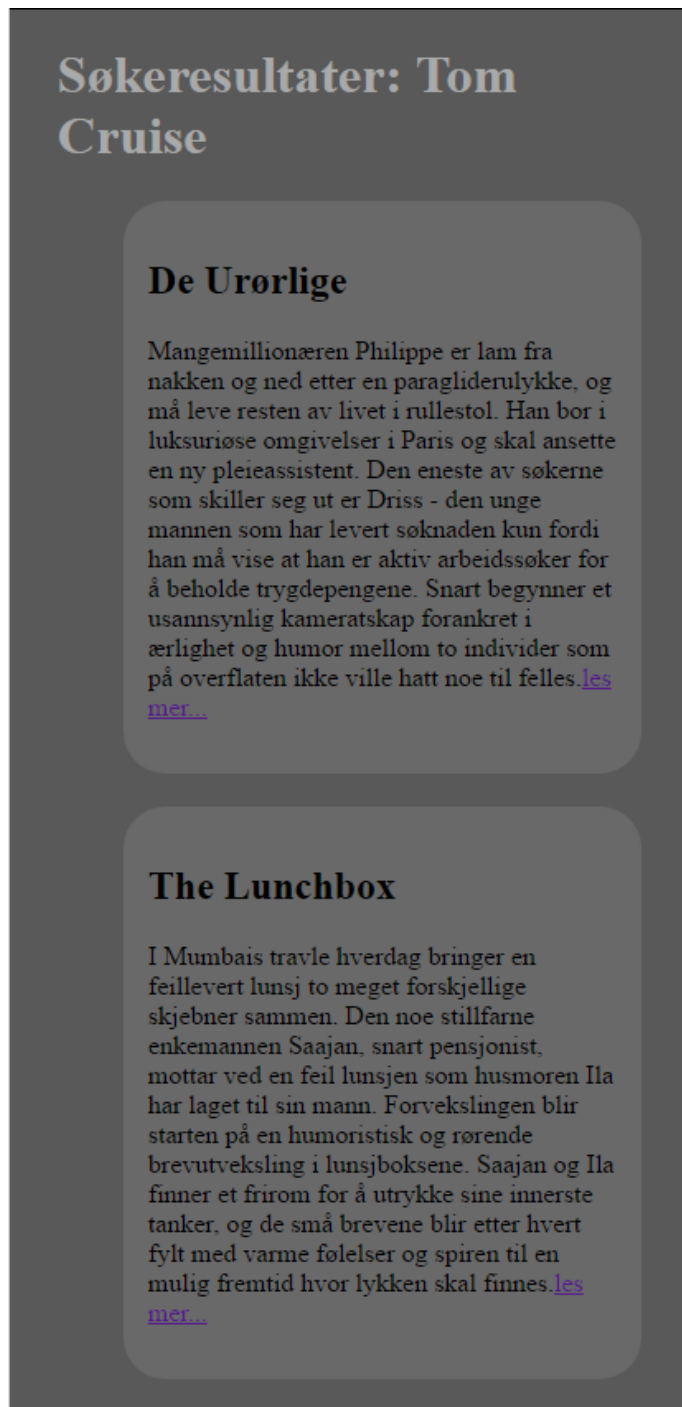 Søkeresultater: Tom
Cruise
De Urørlige
Mangemillionæren Philippe er lam fra
nakken og ned etter en paragliderulykke, og
må leve resten av livet i rullestol. Han bor i
luksuriøse omgivelser i Paris og skal ansette
en ny pleieassistent. Den eneste av søkerne
som skiller seg ut er Driss - den unge
mannen som har levert søknaden kun fordi
han må vise at han er aktiv arbeidssøker for
å beholde trygdepengene. Snart begynner et
usannsynlig kameratskap forankret i
ærlighet og humor mellom to individer som
på overflaten ikke ville hatt noe til felles.les
mer...
The Lunchbox
I Mumbais travle hverdag bringer en
feillevert lunsj to meget forskjellige
skjebner sammen. Den noe stillfarne
enkemannen Saajan, snart pensjonist,
mottar ved en feil lunsjen som husmoren Ila
har laget til sin mann. Forvekslingen blir
starten på en humoristisk og rørende
brevutveksling i lunsjboksene. Saajan og Ila
finner et frirom for å utrykke sine innerste
tanker, og de små brevene blir etter hvert
fylt med varme følelser og spiren til en
mulig fremtid hvor lykken skal finnes.les
mer...